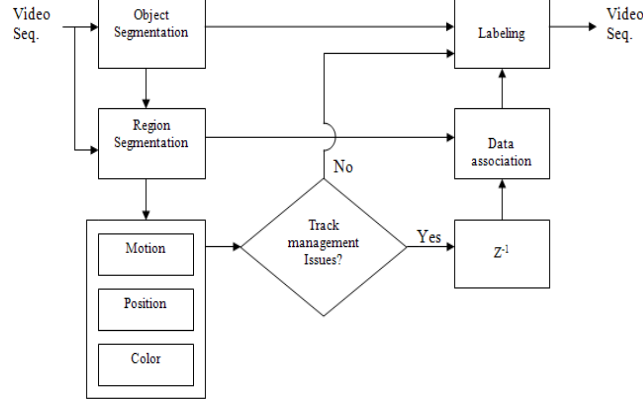 Video
Seq.
Object
Segmentation
Labeling
Video
Seq.
Region
Segmentation
Data
association
No
Track
management
Issues?
Yes
Z-1
Motion
Position
Color